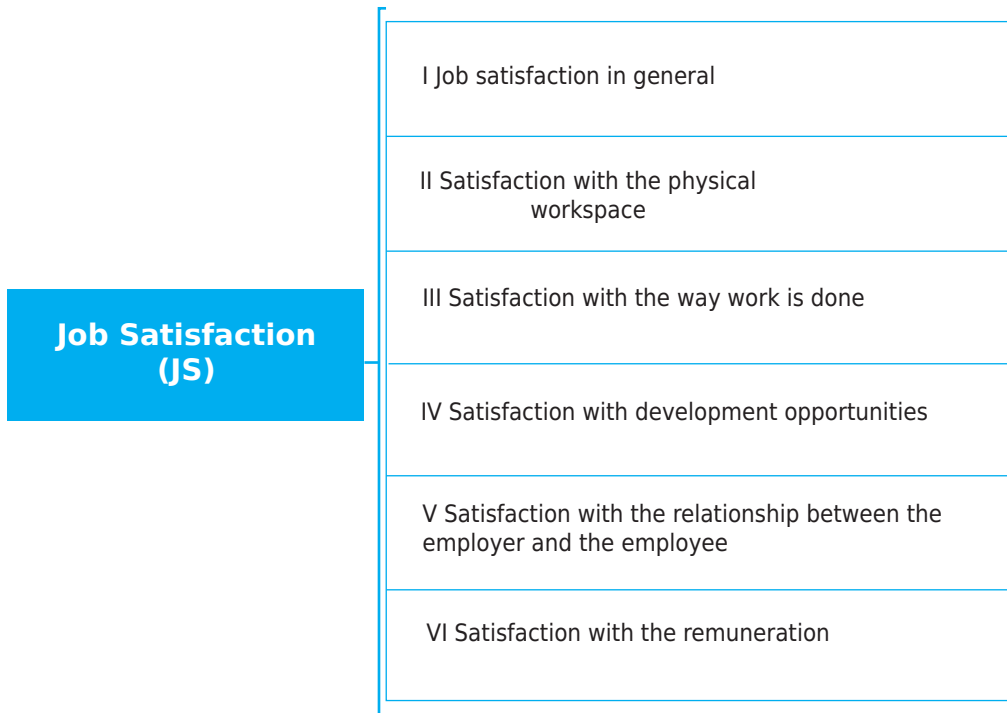 Job Satisfaction
(JS)
I Job satisfaction in general
II Satisfaction with the physical
workspace
III Satisfaction with the way work is done
IV Satisfaction with development opportunities
V Satisfaction with the relationship between the
employer and the employee
VI Satisfaction with the remuneration